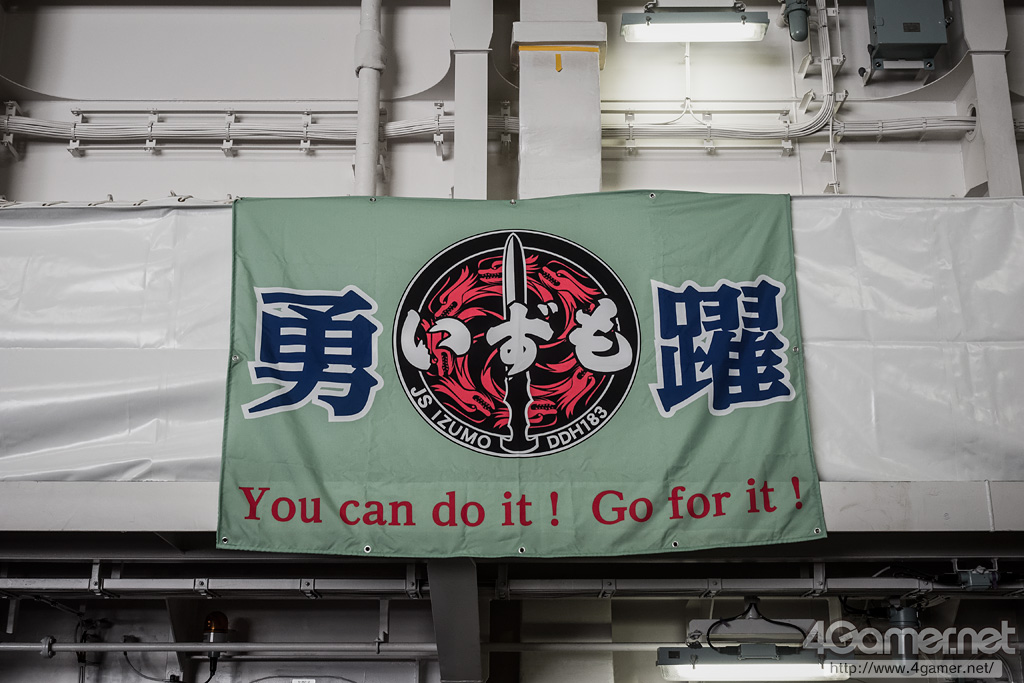 勇 いずも 躍
JS IZUMO DDH183
You can do it! Go for it!
4Gamer.net
http://www.4gamer.net/